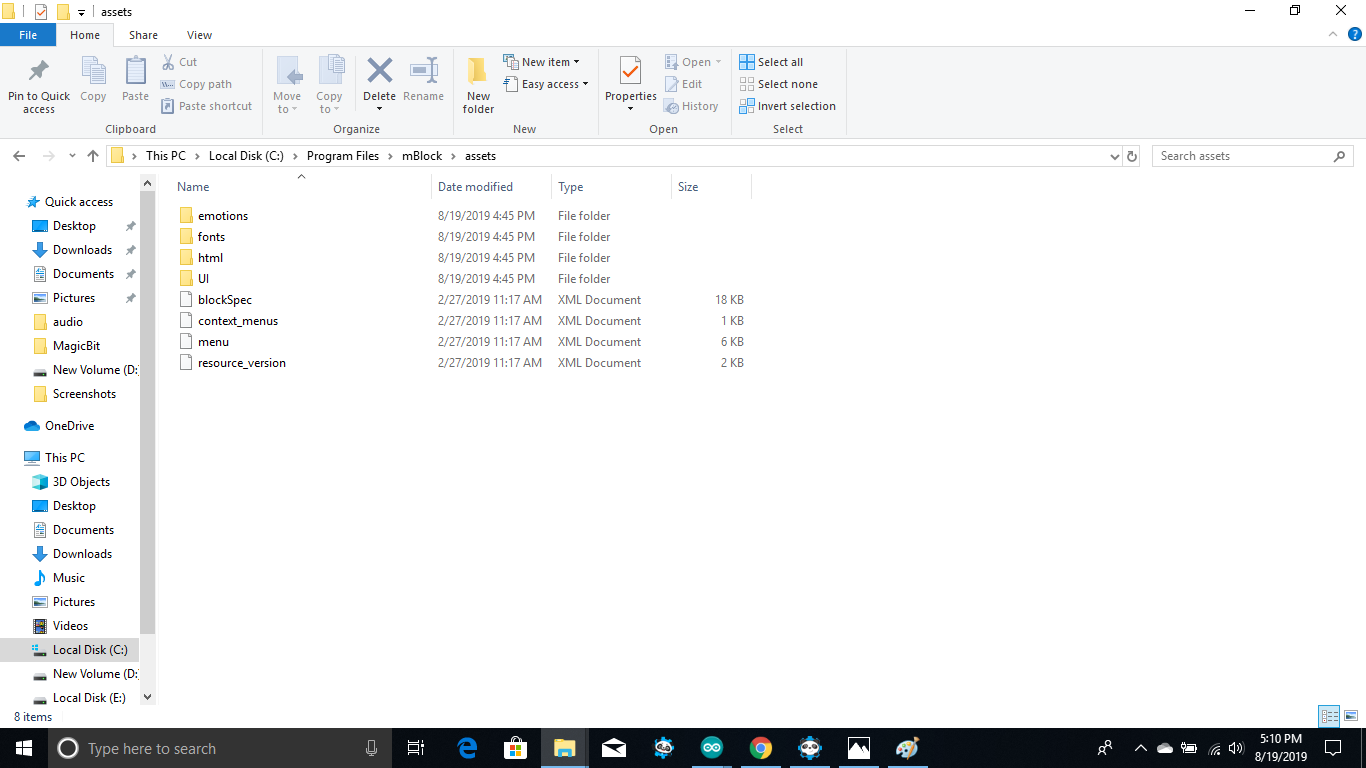 assets
File Home Share View
Pin to Quick access
Copy
Paste
Cut
Copy path
Paste shortcut
Clipboard
Move to
Copy to
Delete
Rename
Organize
New folder
New item
Easy access
New
Properties
Open
Edit
History
Open
Select all
Select none
Invert selection
Select
This PC > Local Disk (C:) > Program Files > mBlock > assets
Search assets
Name Date modified Type Size
emotions 8/19/2019 4:45 PM File folder
fonts 8/19/2019 4:45 PM File folder
html 8/19/2019 4:45 PM File folder
UI 8/19/2019 4:45 PM File folder
blockSpec 2/27/2019 11:17 AM XML Document 18 KB
context_menus 2/27/2019 11:17 AM XML Document 1 KB
menu 2/27/2019 11:17 AM XML Document 6 KB
resource_version 2/27/2019 11:17 AM XML Document 2 KB
Quick access
Desktop
Downloads
Documents
Pictures
audio
MagicBit
New Volume (D:
Screenshots
OneDrive
This PC
3D Objects
Desktop
Documents
Downloads
Music
Pictures
Videos
Local Disk (C:)
New Volume (D:
Local Disk (E:)
8 items
Type here to search
5:10 PM
8/19/2019